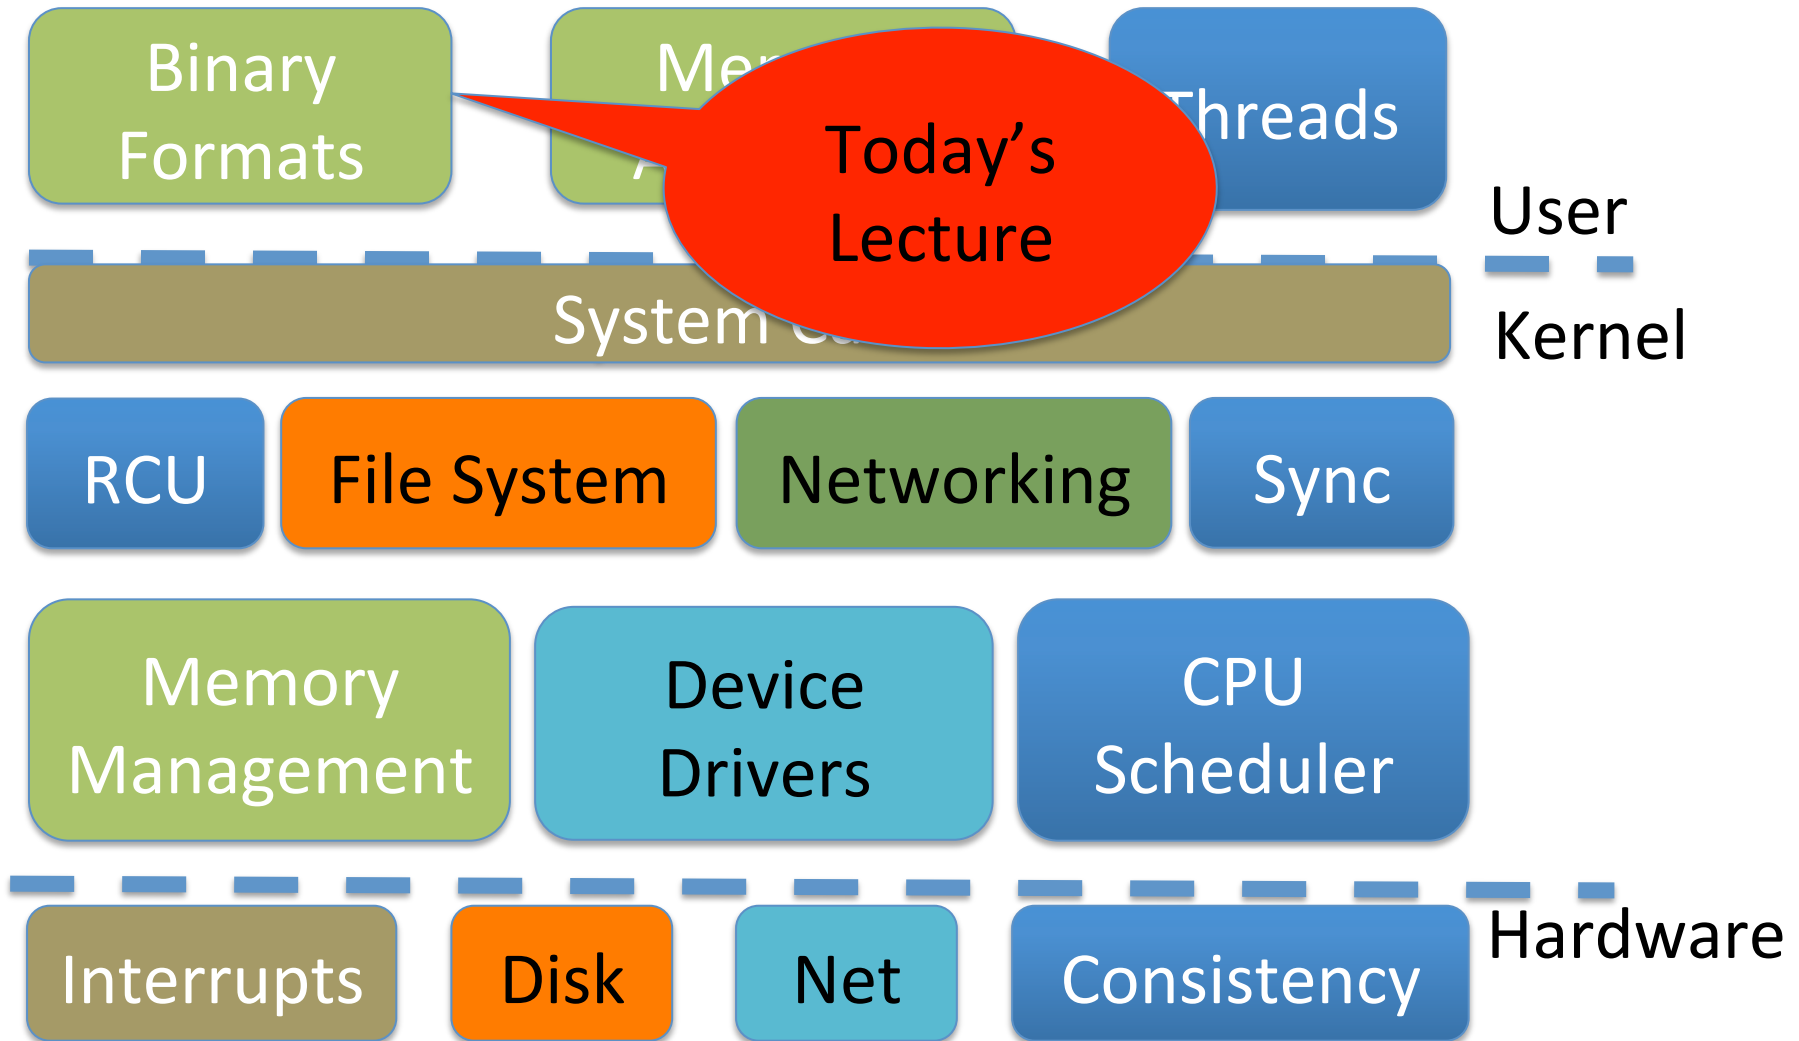 Binary
Formats
Threads
Today’s
Lecture
User
System
Kernel
RCU
File System
Networking
Sync
Memory
Management
Device
Drivers
CPU
Scheduler
Hardware
Interrupts
Disk
Net
Consistency